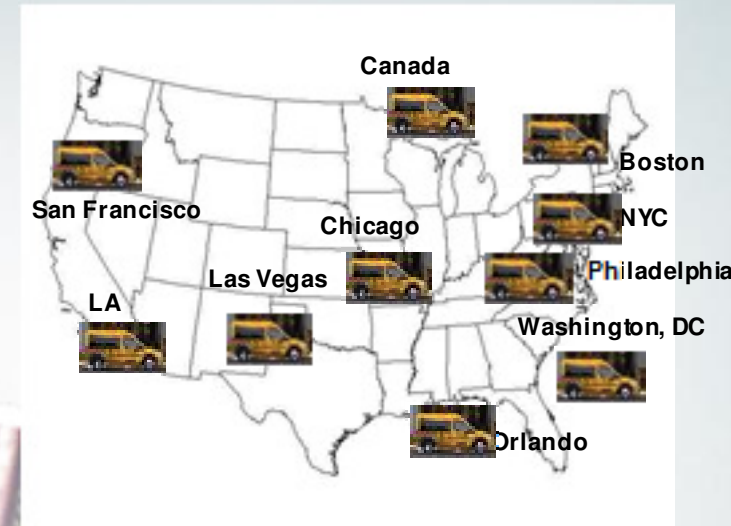 Canada
Boston
San Francisco
NYC
Chicago
Philadelphia
Las Vegas
LA
Washington, DC
Orlando